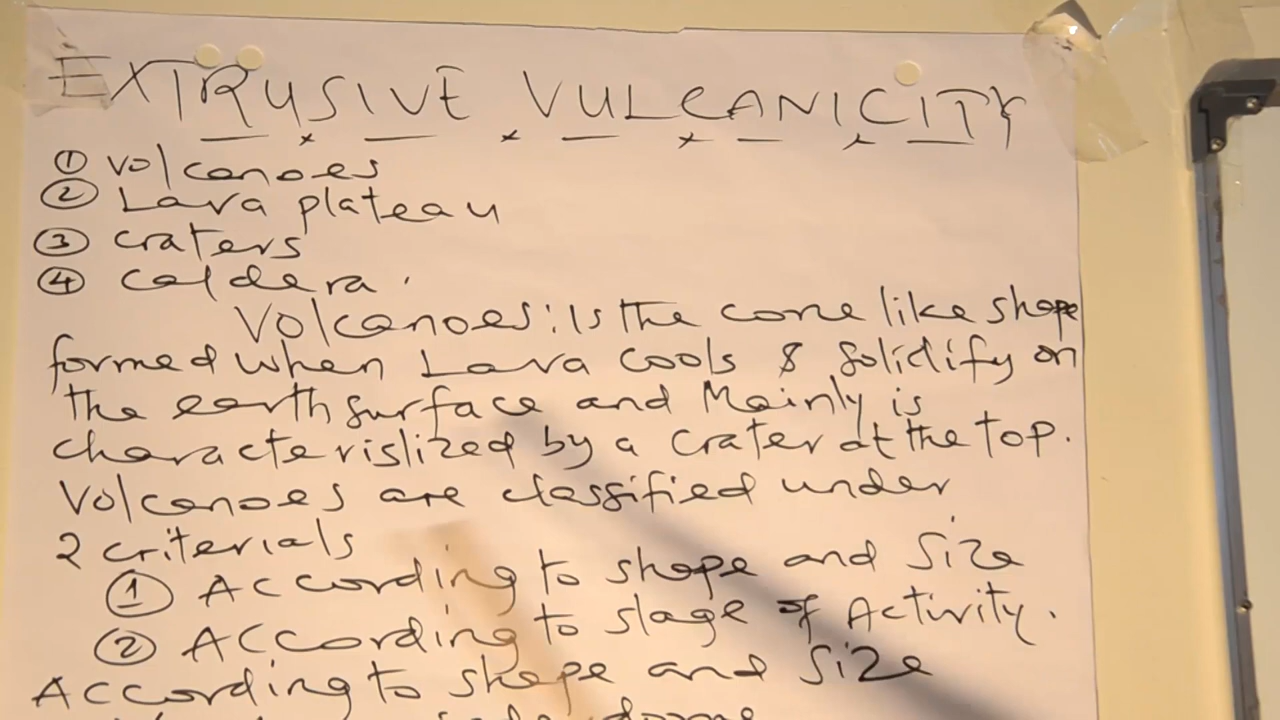 EXTRUSIVE VULCANICITY
① volcanoes
② Lava plateau
③ craters
④ caldera.
Volcanoes: Is the cone like shape
formed when Lava cools & Solidify on
the earth surface and Mainly is
characterislized by a crater at the top.
Volcanoes are classified under
2 criterials
① According to shape and Size
② According to stage of Activity.
According to shape and Size